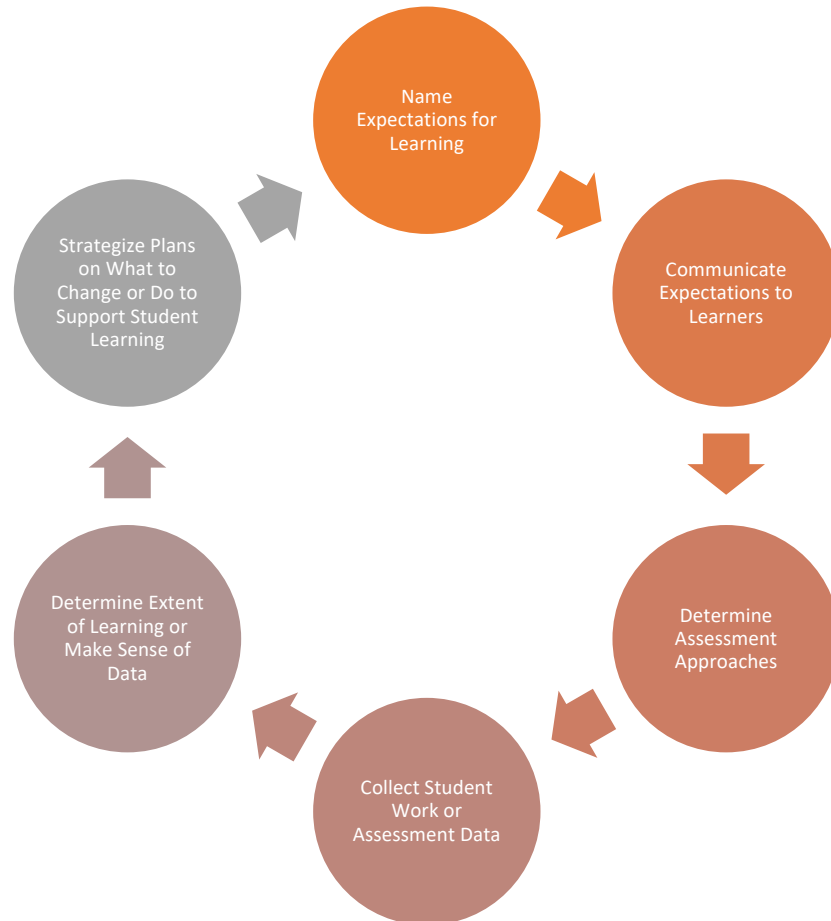 Name
Expectations for
Learning
Communicate
Expectations to
Learners
Determine
Assessment
Approaches
Collect Student
Work or
Assessment Data
Determine Extent
of Learning or
Make Sense of
Data
Strategize Plans
on What to
Change or Do to
Support Student
Learning